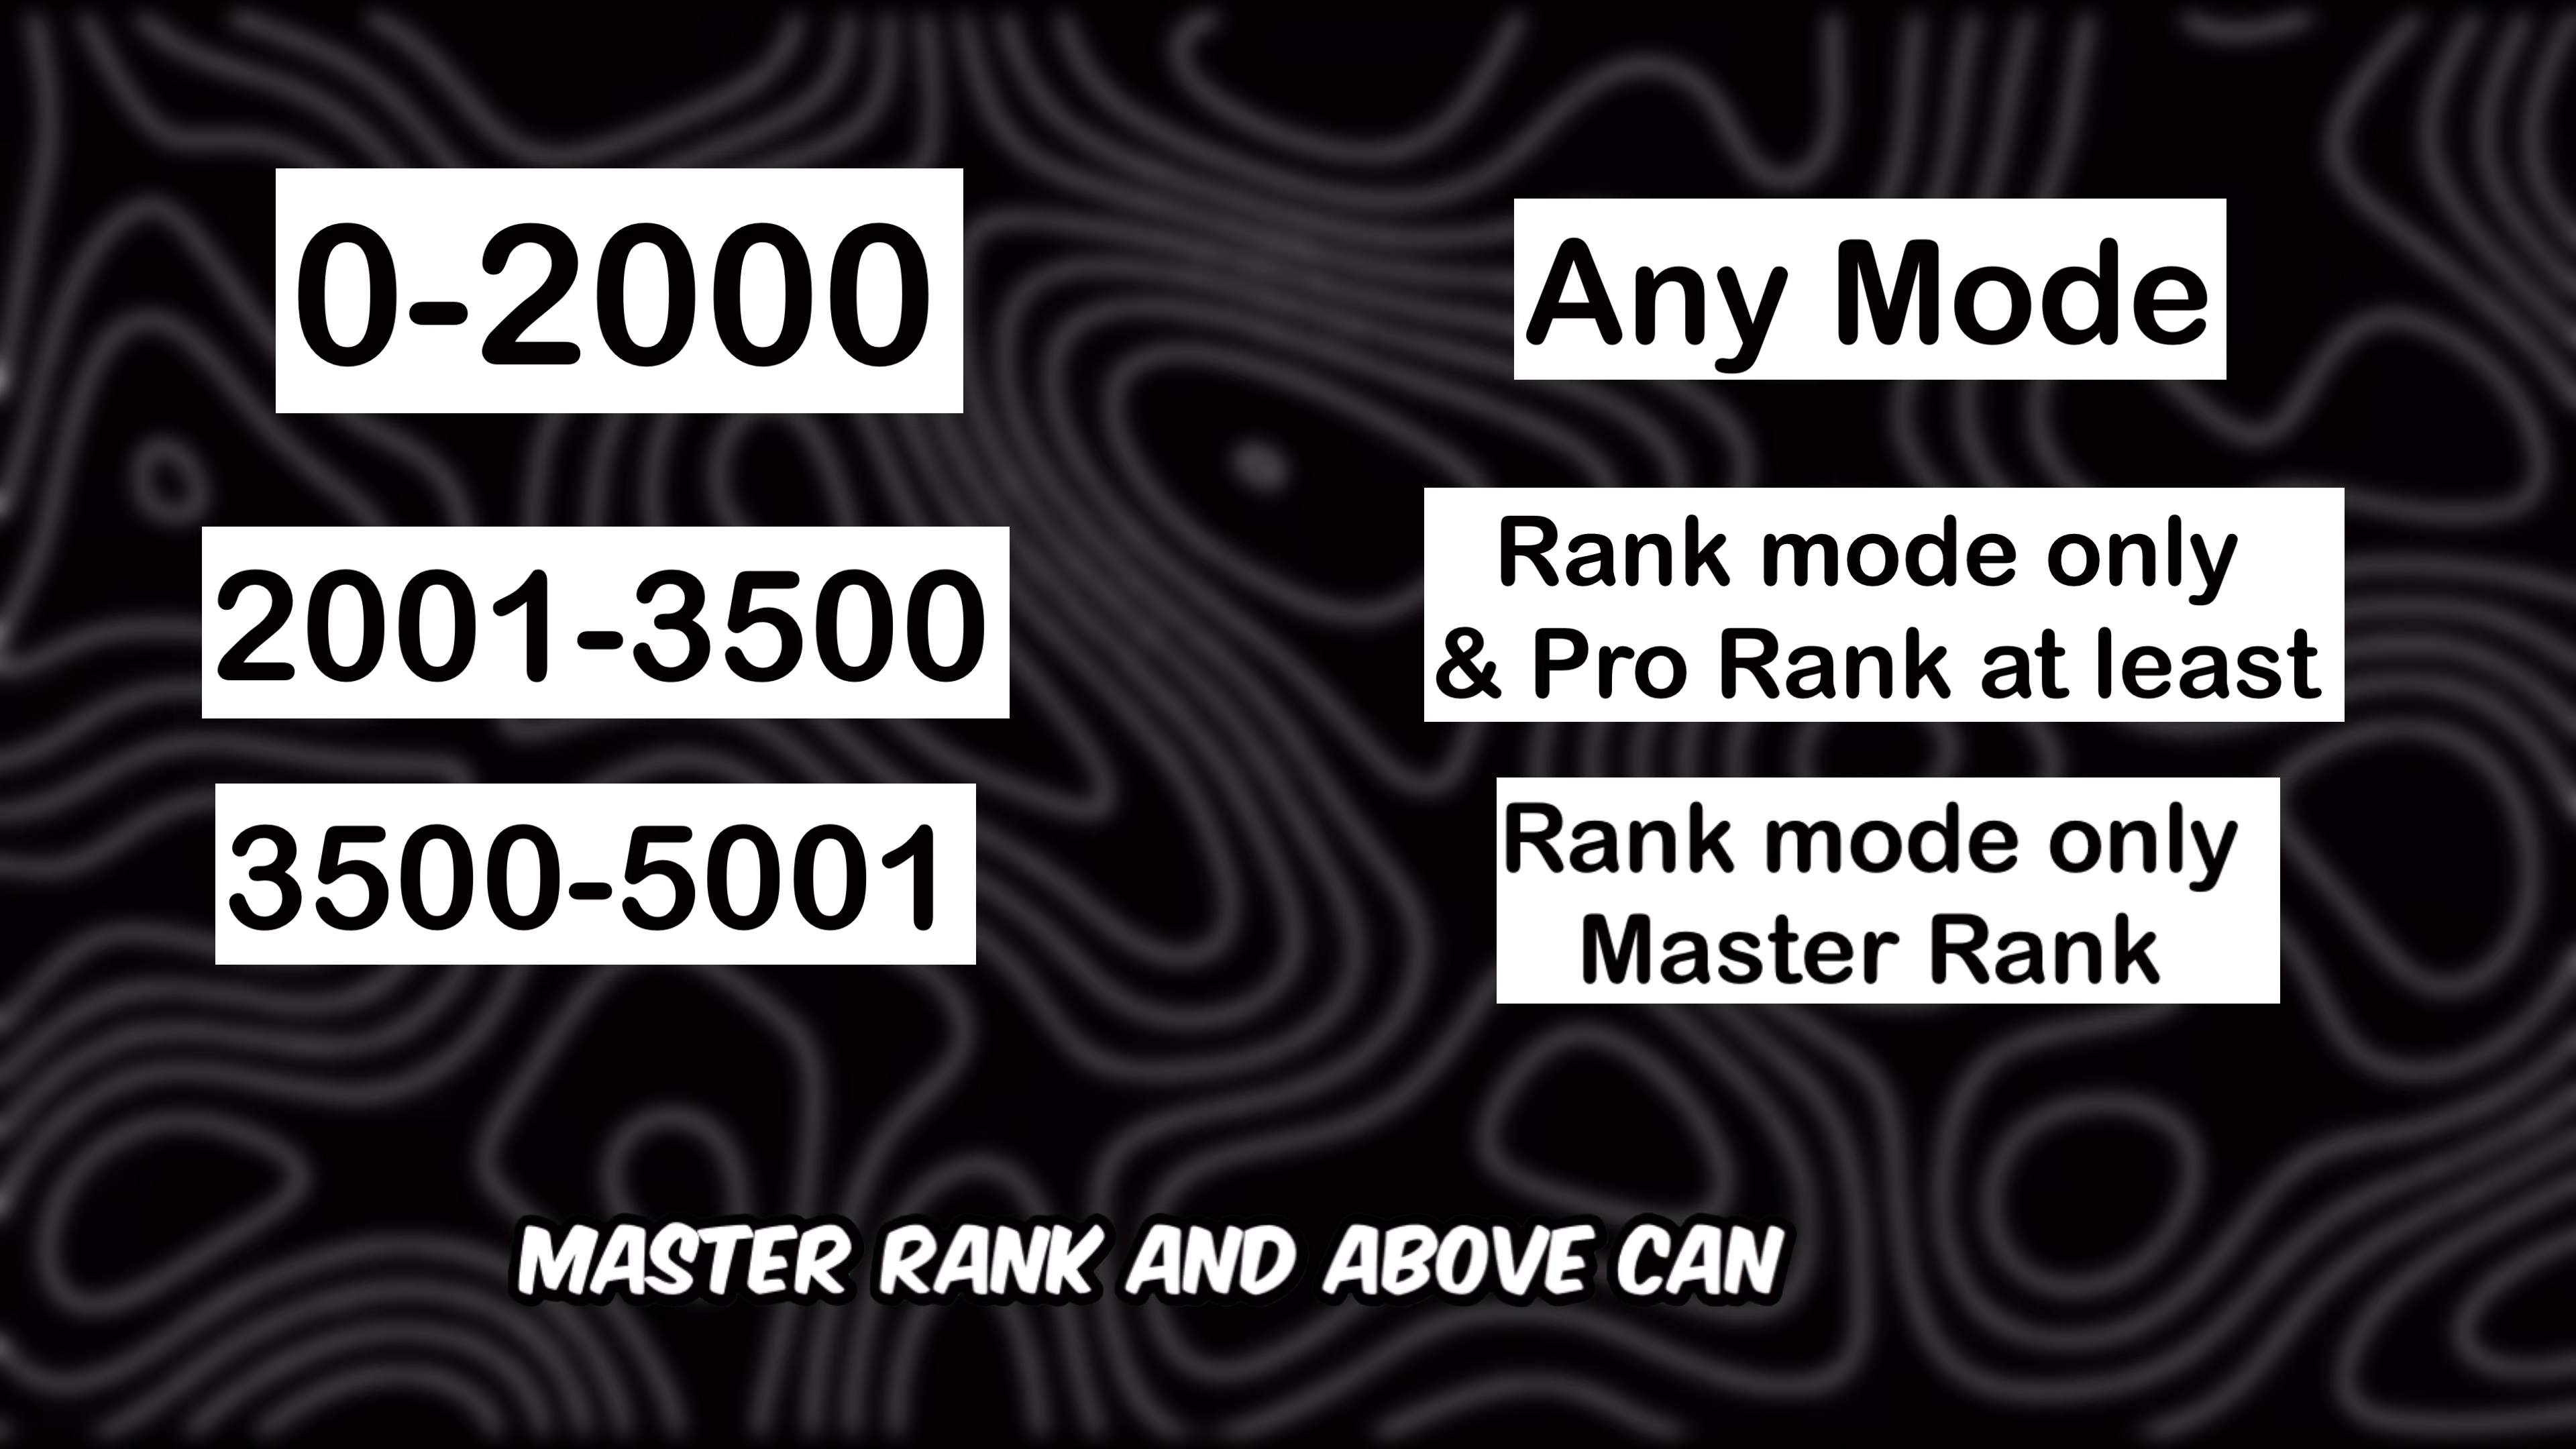 0-2000
Any Mode
2001-3500
Rank mode only
& Pro Rank at least
3500-5001
Rank mode only
Master Rank
MASTER RANK AND ABOVE CAN